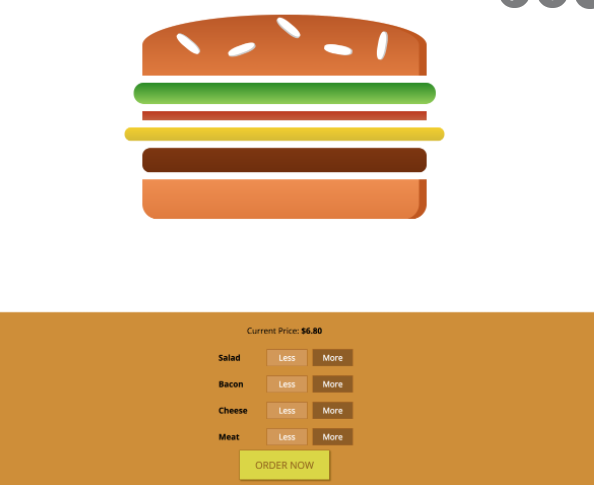 Current Price: $6.80
Salad Less More
Bacon Less More
Cheese Less More
Meat Less More
ORDER NOW